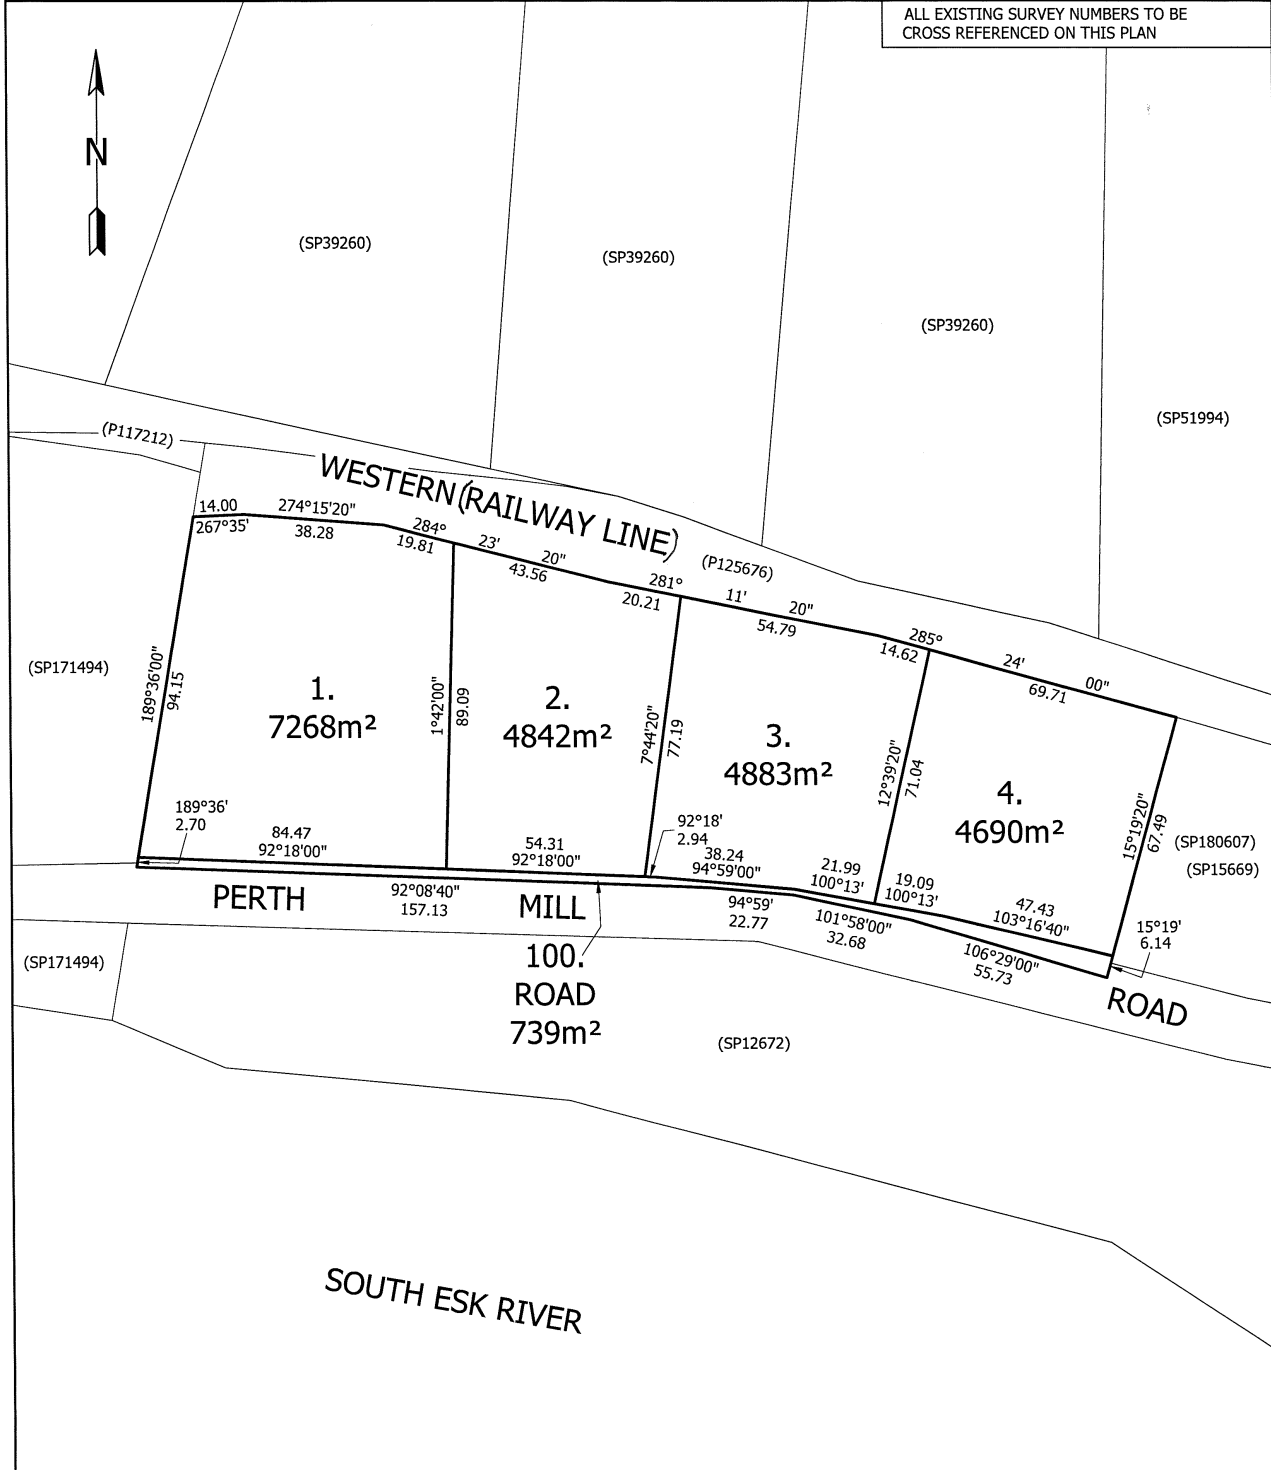 ALL EXISTING SURVEY NUMBERS TO BE
CROSS REFERENCED ON THIS PLAN
N
(SP39260)
(SP39260)
(SP39260)
(SP51994)
(P117212)
WESTERN (RAILWAY LINE)
(P125676)
14.00
267°35'
274°15'20"
38.28
284° 23' 20"
19.81
43.56
281° 11' 20"
20.21
54.79
285° 24' 00"
14.62
69.71
(SP171494)
189°36'00"
94.15
1.
7268m²
1°42'00"
89.09
2.
4842m²
7°44'20"
77.19
3.
4883m²
12°39'20"
71.04
4.
4690m²
15°19'20"
67.49
(SP180607)
(SP15669)
189°36'
2.70
84.47
92°18'00"
54.31
92°18'00"
92°18'
2.94
38.24
94°59'00"
21.99
100°13'
19.09
100°13'
47.43
103°16'40"
15°19'
6.14
PERTH MILL ROAD
92°08'40"
157.13
94°59'
22.77
101°58'00"
32.68
106°29'00"
55.73
100.
ROAD
739m²
(SP171494)
(SP12672)
SOUTH ESK RIVER